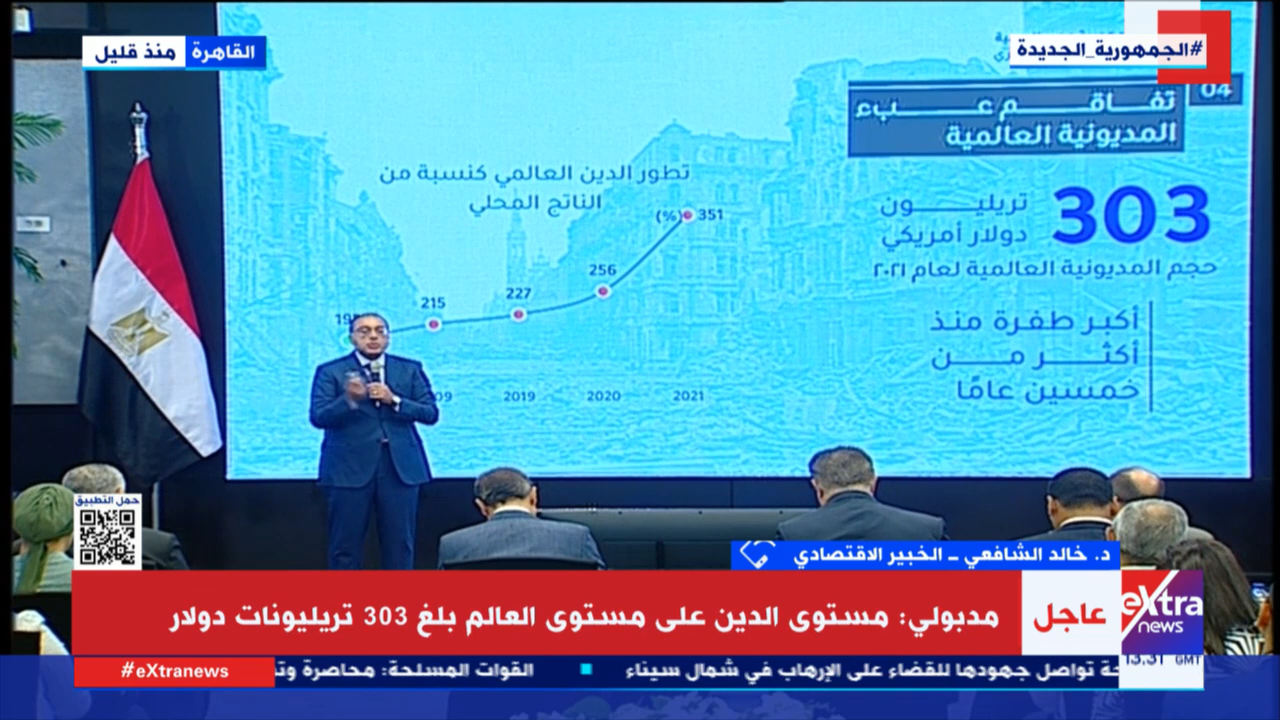 القاهرة منذ قليل
#الجمهورية_الجديدة
04
تفاقم عبء
المديونية العالمية
303 تريليون
دولار أمريكي
حجم المديونية العالمية لعام ٢٠٢١
أكبر طفرة منذ
أكثر من
خمسين عامًا
تطور الدين العالمي كنسبة من
الناتج المحلي
(%)
215 227 256 351
2019 2020 2021
حمل التطبيق
د. خالد الشافعي – الخبير الاقتصادي
عاجل
مدبولي: مستوى الدين على مستوى العالم بلغ 303 تريليونات دولار
eXtra
news
13:31 GMT
#eXtranews
تواصل جهودها للقضاء على الإرهاب في شمال سيناء
القوات المسلحة: محاصرة